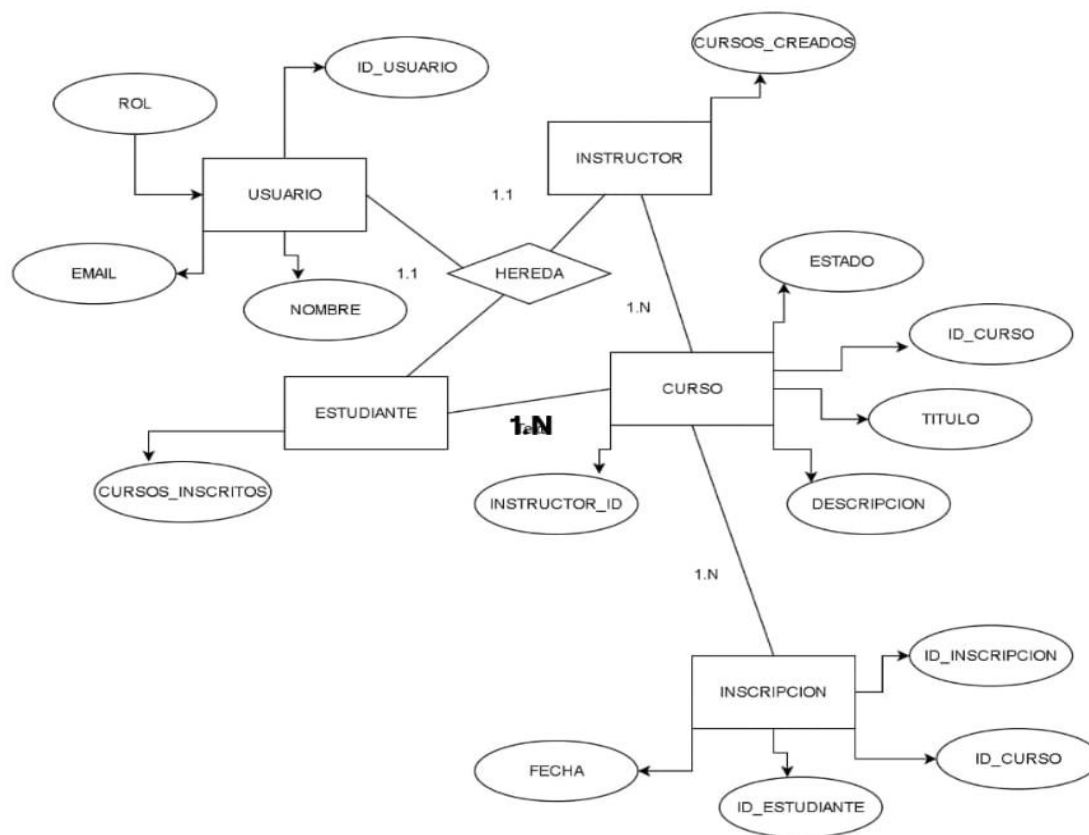 CURSOS_CREADOS
ID_USUARIO
ROL
INSTRUCTOR
USUARIO
1.1
ESTADO
EMAIL
1.1
HEREDA
NOMBRE
1.N
ID_CURSO
CURSO
ESTUDIANTE
TITULO
1.N
CURSOS_INSCRITOS
INSTRUCTOR_ID
DESCRIPCION
1.N
ID_INSCRIPCION
INSCRIPCION
FECHA
ID_CURSO
ID_ESTUDIANTE